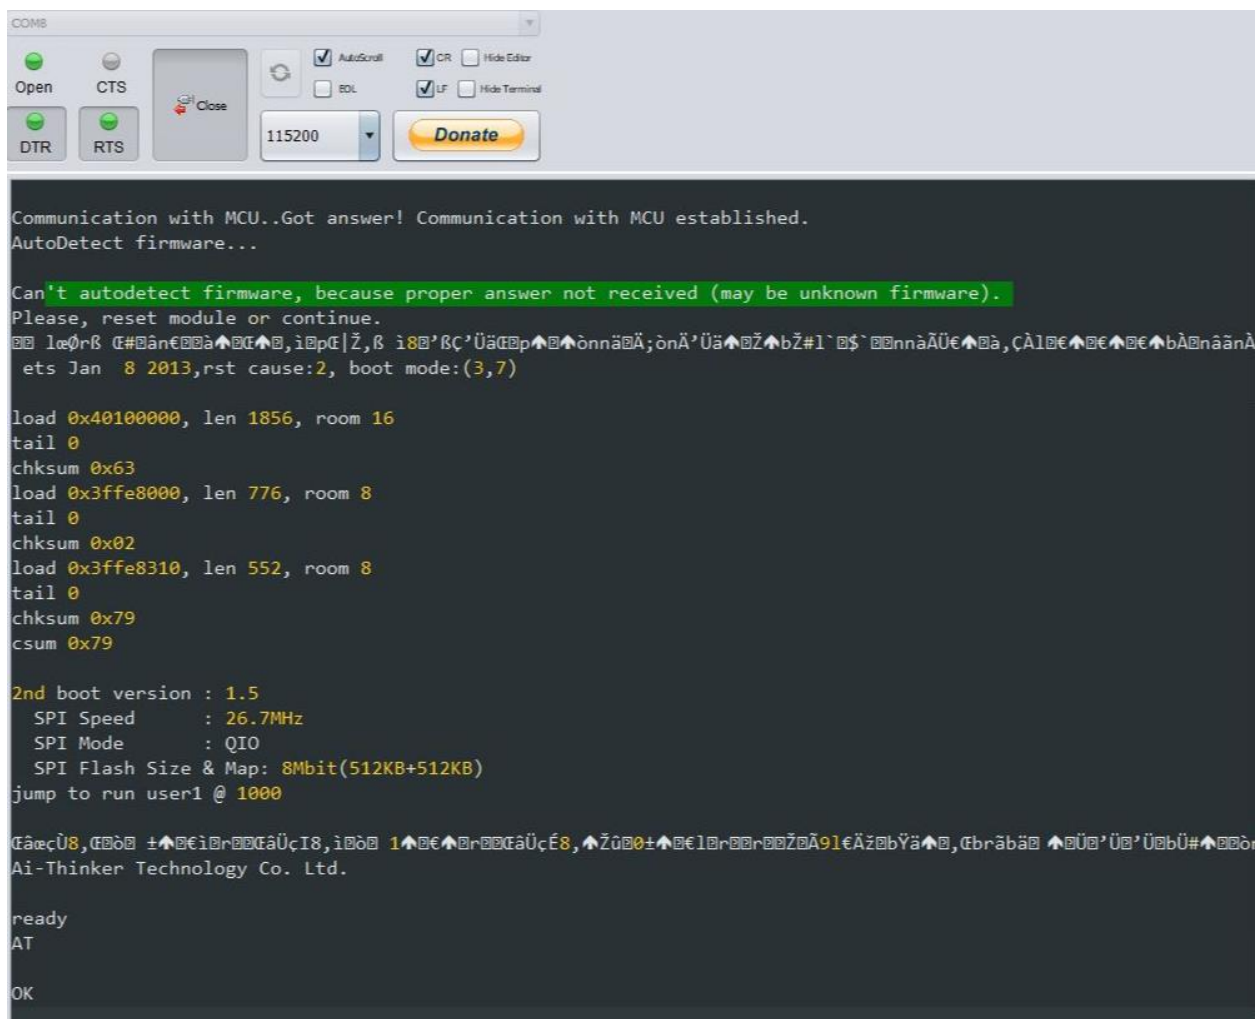 COM8
AutoScroll
CR
Hide Editor
Open
CTS
Close
EOL
LF
Hide Terminal
DTR
RTS
115200
Donate
Communication with MCU..Got answer! Communication with MCU established.
AutoDetect firmware...
Can't autodetect firmware, because proper answer not received (may be unknown firmware).
Please, reset module or continue.
ets Jan  8 2013,rst cause:2, boot mode:(3,7)
load 0x40100000, len 1856, room 16
tail 0
chksum 0x63
load 0x3ffe8000, len 776, room 8
tail 0
chksum 0x02
load 0x3ffe8310, len 552, room 8
tail 0
chksum 0x79
csum 0x79
2nd boot version : 1.5
SPI Speed      : 26.7MHz
SPI Mode       : QIO
SPI Flash Size & Map: 8Mbit(512KB+512KB)
jump to run user1 @ 1000
Ai-Thinker Technology Co. Ltd.
ready
AT
OK